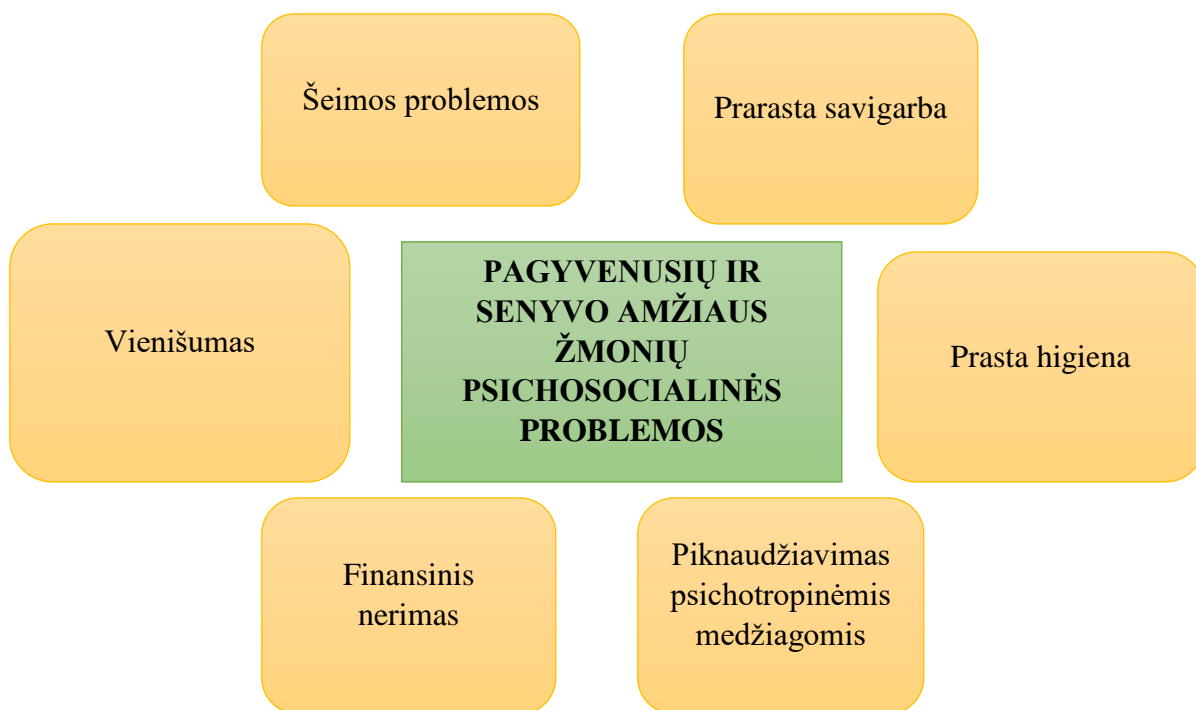 Šeimos problemos
Prarasta savigarba
Vienišumas
PAGYVENUSIŲ IR
SENYVO AMŽIAUS
ŽMONIŲ
PSICHOSOCIALINĖS
PROBLEMOS
Prasta higiena
Finansinis
nerimas
Piknaudžiavimas
psichotropinėmis
medžiagomis